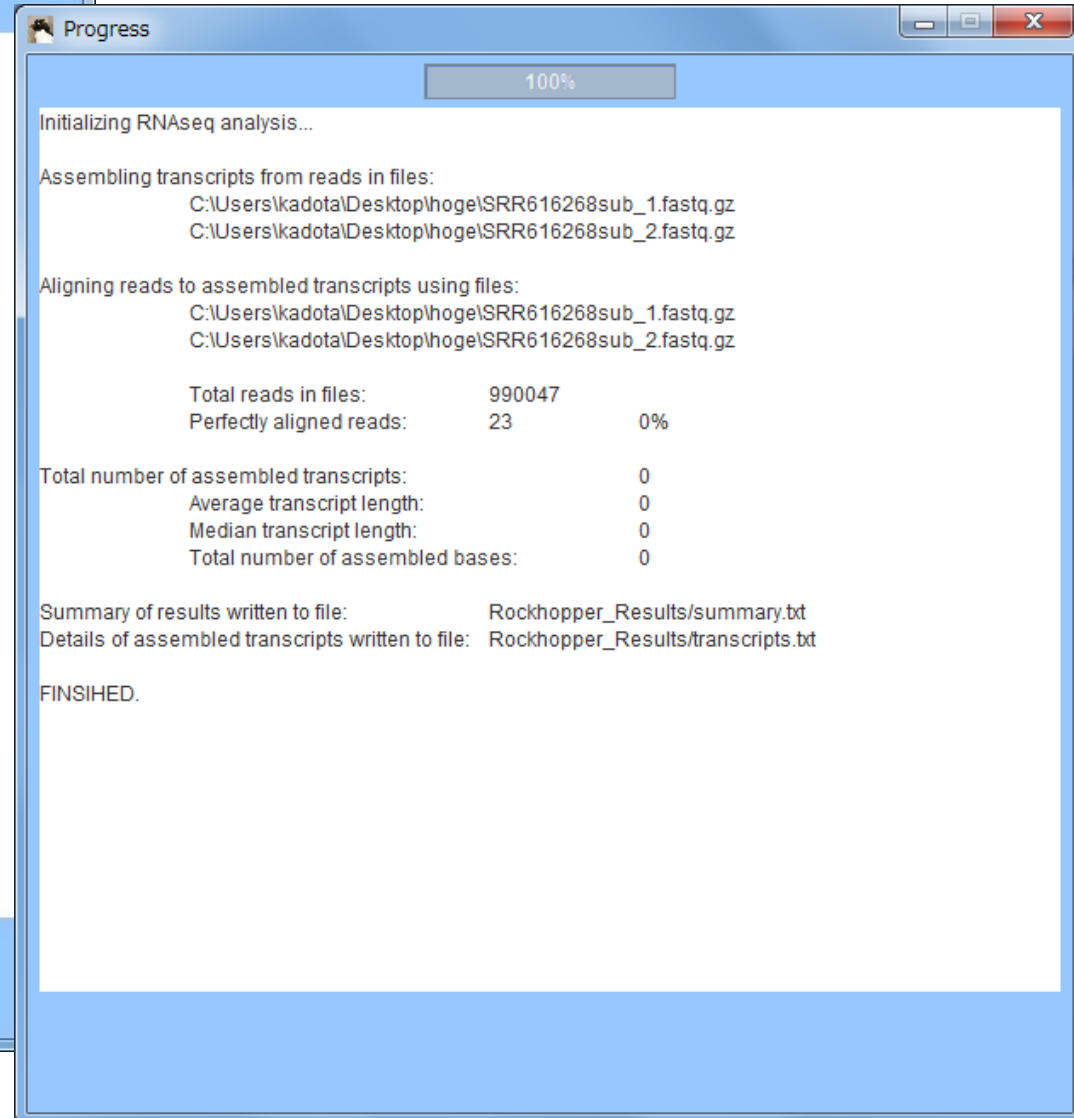 Progress
100%
Initializing RNAseq analysis...
Assembling transcripts from reads in files:
C:\Users\kadota\Desktop\hoge\SRR616268sub_1.fastq.gz
C:\Users\kadota\Desktop\hoge\SRR616268sub_2.fastq.gz
Aligning reads to assembled transcripts using files:
C:\Users\kadota\Desktop\hoge\SRR616268sub_1.fastq.gz
C:\Users\kadota\Desktop\hoge\SRR616268sub_2.fastq.gz
Total reads in files: 990047
Perfectly aligned reads: 23 0%
Total number of assembled transcripts: 0
Average transcript length: 0
Median transcript length: 0
Total number of assembled bases: 0
Summary of results written to file: Rockhopper_Results/summary.txt
Details of assembled transcripts written to file: Rockhopper_Results/transcripts.txt
FINSIHED.